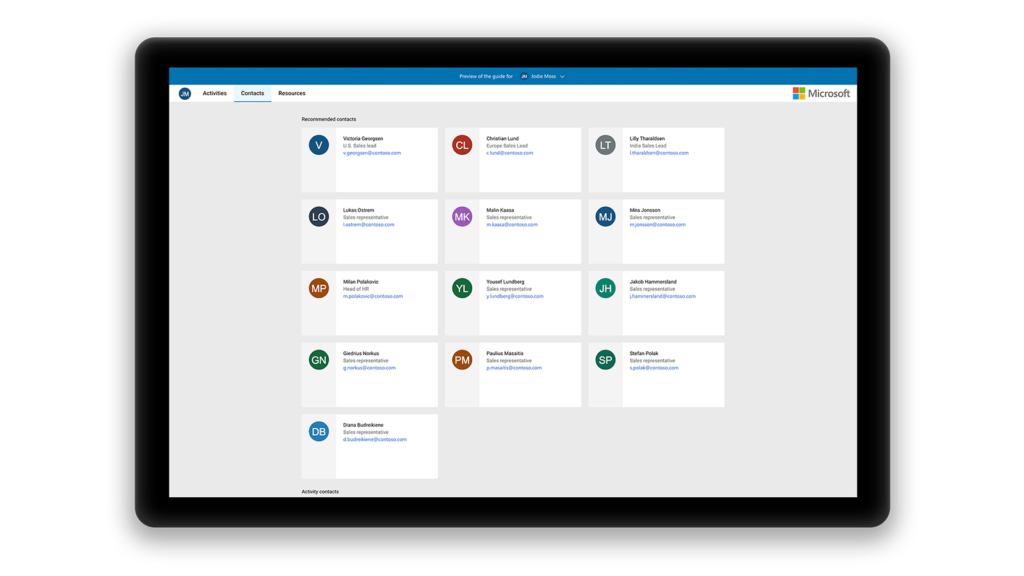 Preview of the guide for JM Indie Moss
JM Activities Contacts Resources
Microsoft
Recommended contacts
V
Victoria Georgsen
U.S. Sales lead
v.georgsen@contoso.com
CL
Christian Lund
Europe Sales Lead
c.lund@contoso.com
LT
Lilly Tharaldsen
India Sales Lead
l.tharaldsen@contoso.com
LO
Lukas Ostrem
Sales representative
l.ostrem@contoso.com
MK
Malin Kaasa
Sales representative
m.kaasa@contoso.com
MJ
Mira Jonsson
Sales representative
m.jonsson@contoso.com
MP
Milan Polakovic
Head of HR
m.polakovic@contoso.com
YL
Yousef Lundberg
Sales representative
y.lundberg@contoso.com
JH
Jakob Hammersland
Sales representative
j.hammersland@contoso.com
GN
Giedrius Norkus
Sales representative
g.norkus@contoso.com
PM
Paulius Masaitis
Sales representative
p.masaitis@contoso.com
SP
Stefan Polak
Sales representative
s.polak@contoso.com
DB
Diana Budreikiene
Sales representative
d.budreikiene@contoso.com
Activity contacts